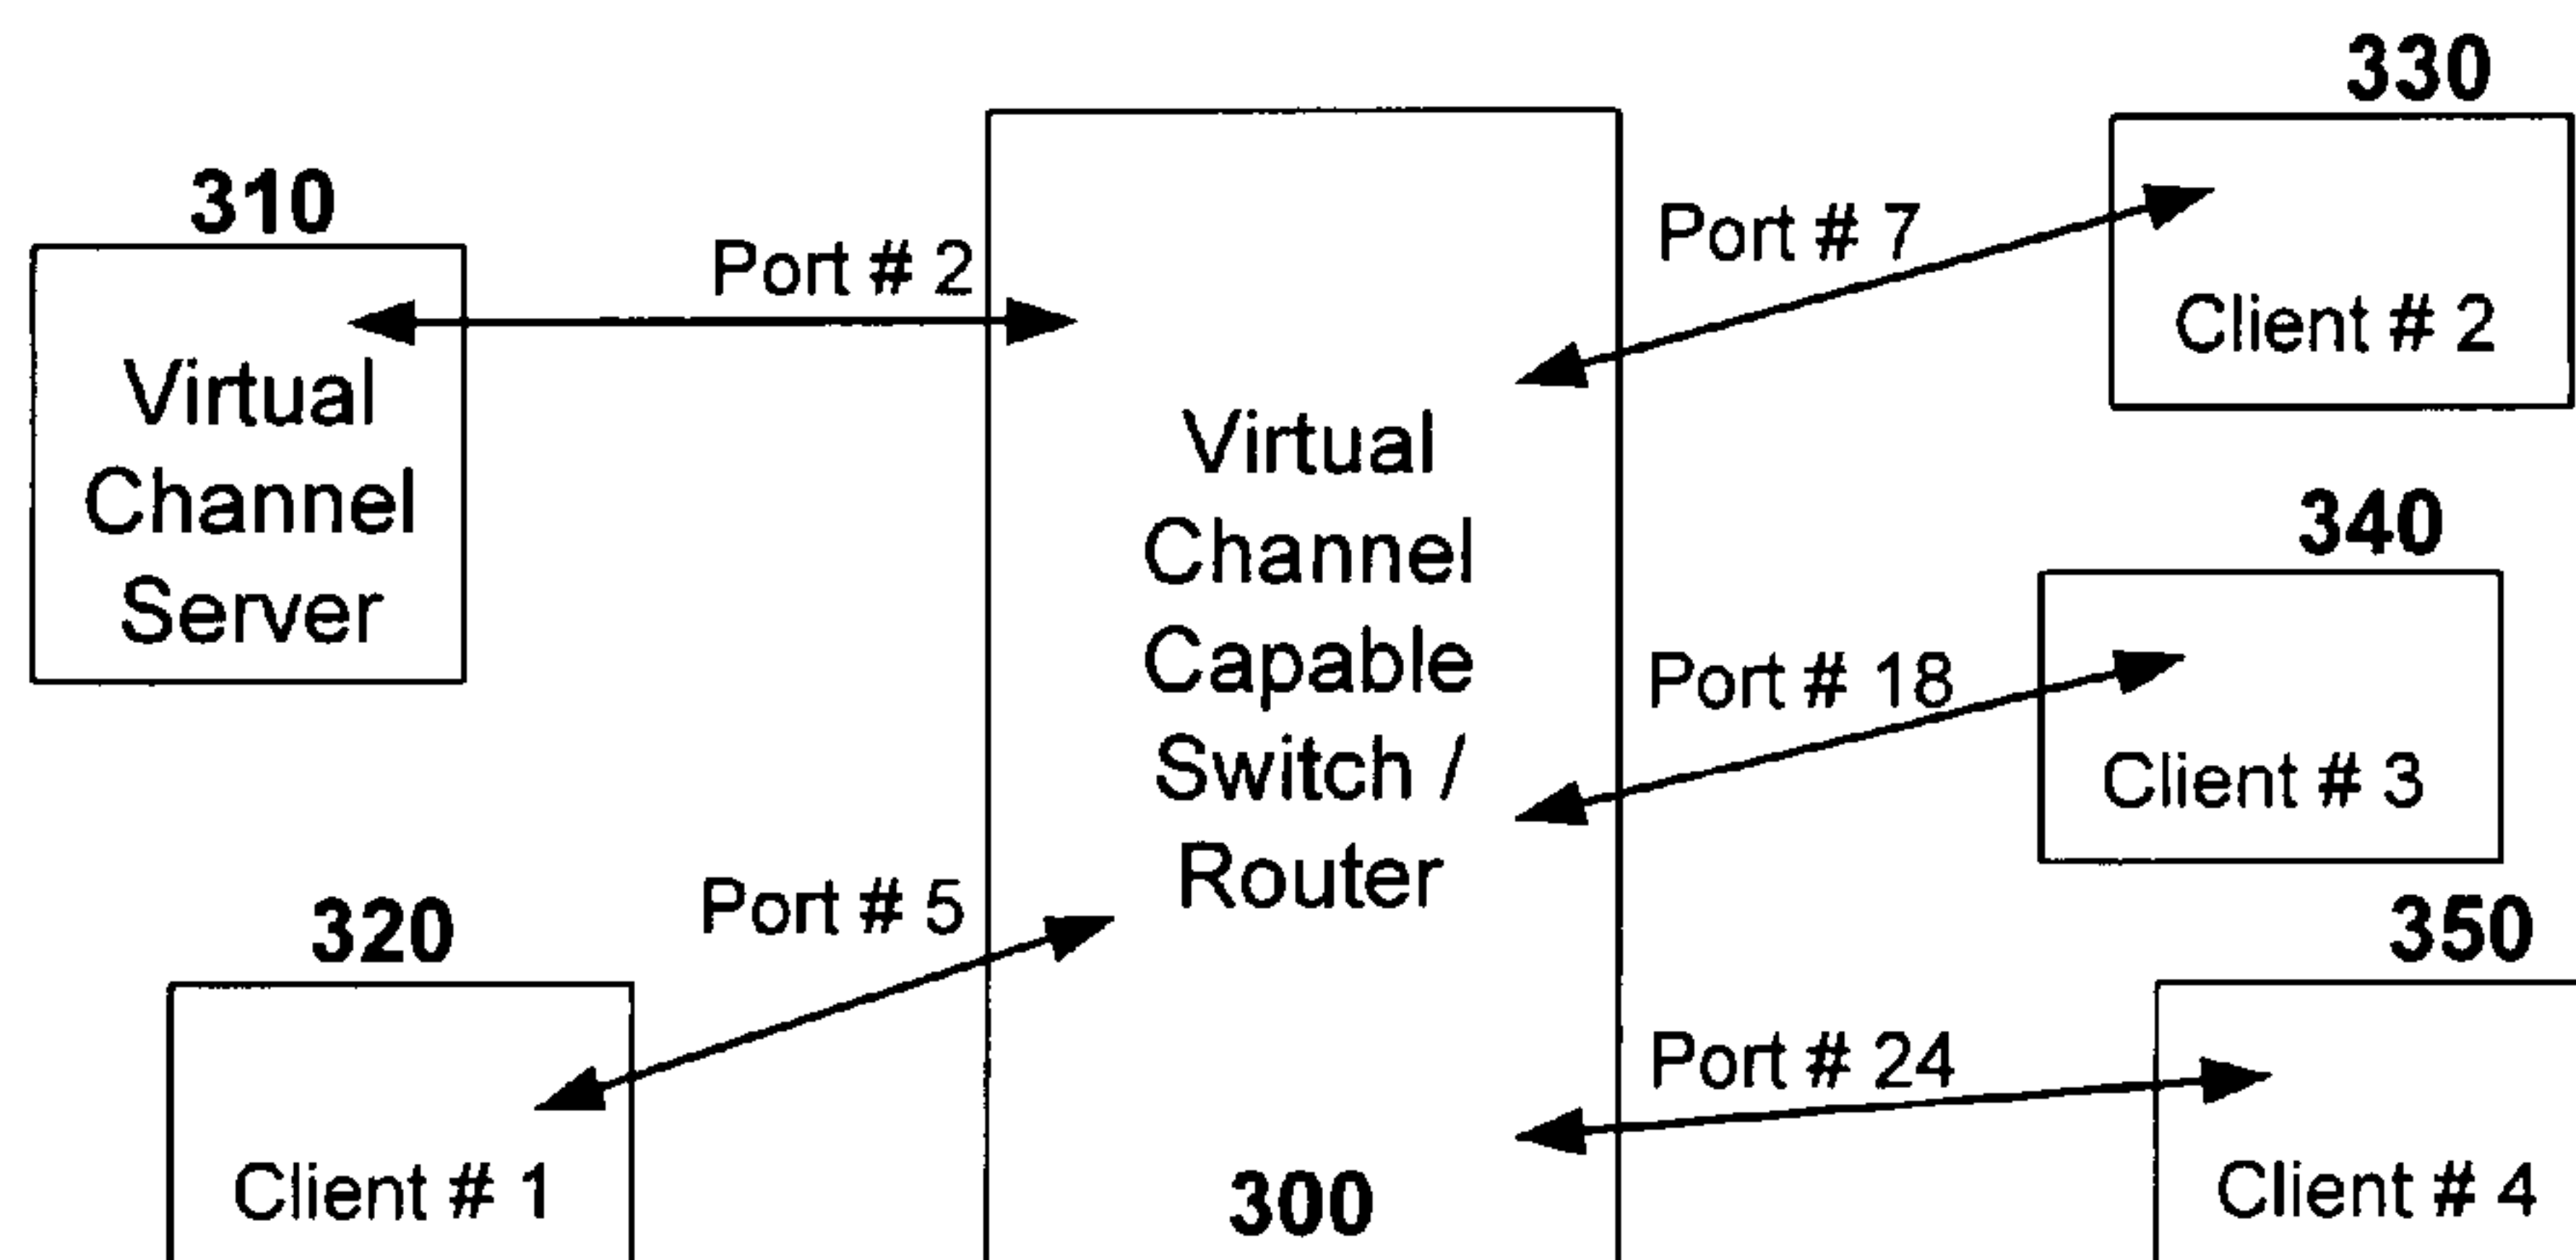 310
Virtual
Channel
Server
Port # 2
320
Client # 1
Port # 5
Virtual
Channel
Capable
Switch /
Router
300
Port # 7
330
Client # 2
Port # 18
340
Client # 3
Port # 24
350
Client # 4